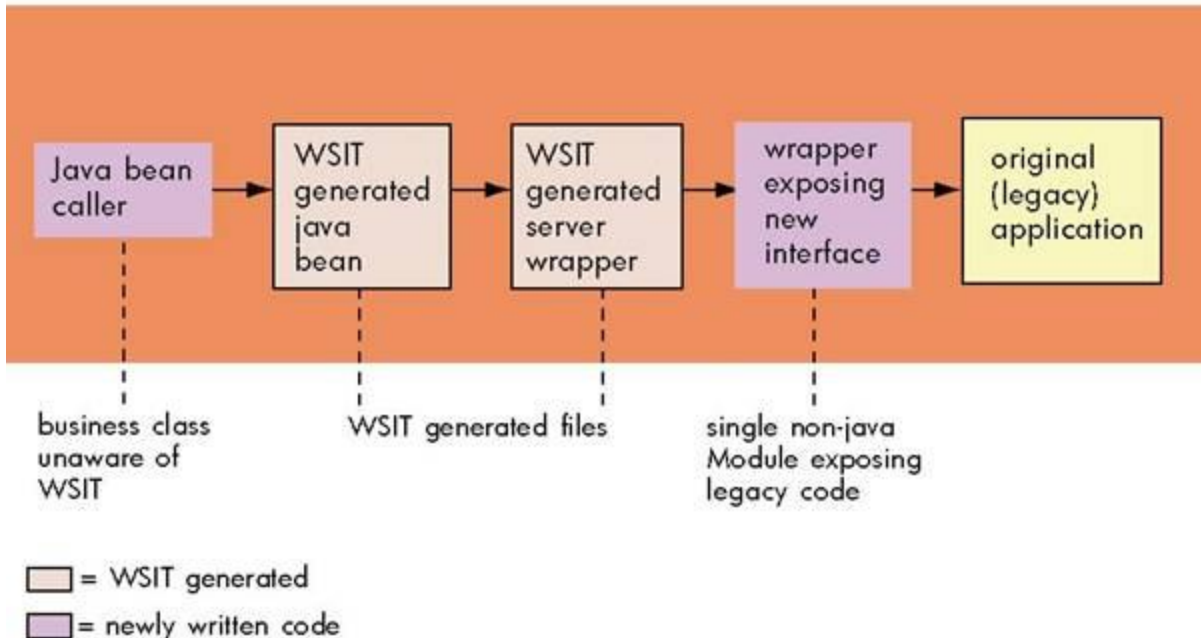 Java bean
caller
WSIT
generated
java
bean
WSIT
generated
server
wrapper
wrapper
exposing
new
interface
original
(legacy)
application
business class
unaware of
WSIT
WSIT generated files
single non-java
Module exposing
legacy code
= WSIT generated
= newly written code